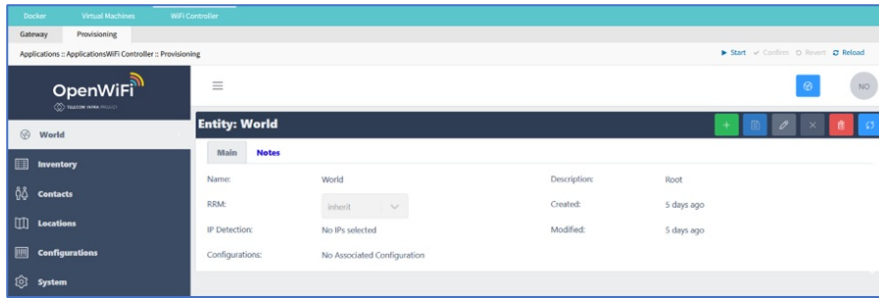 Docker Virtual Machines WiFi Controller
Gateway Provisioning
Applications :: ApplicationsWiFi Controller :: Provisioning Start Confirm Revert Reload
OpenWiFi
TELECOM INFRA PROJECT
NO
World
Entity: World
Main Notes
Inventory
Name: World Description: Root
Contacts
RRM: inherit Created: 5 days ago
Locations
IP Detection: No IPs selected Modified: 5 days ago
Configurations
Configurations: No Associated Configuration
System